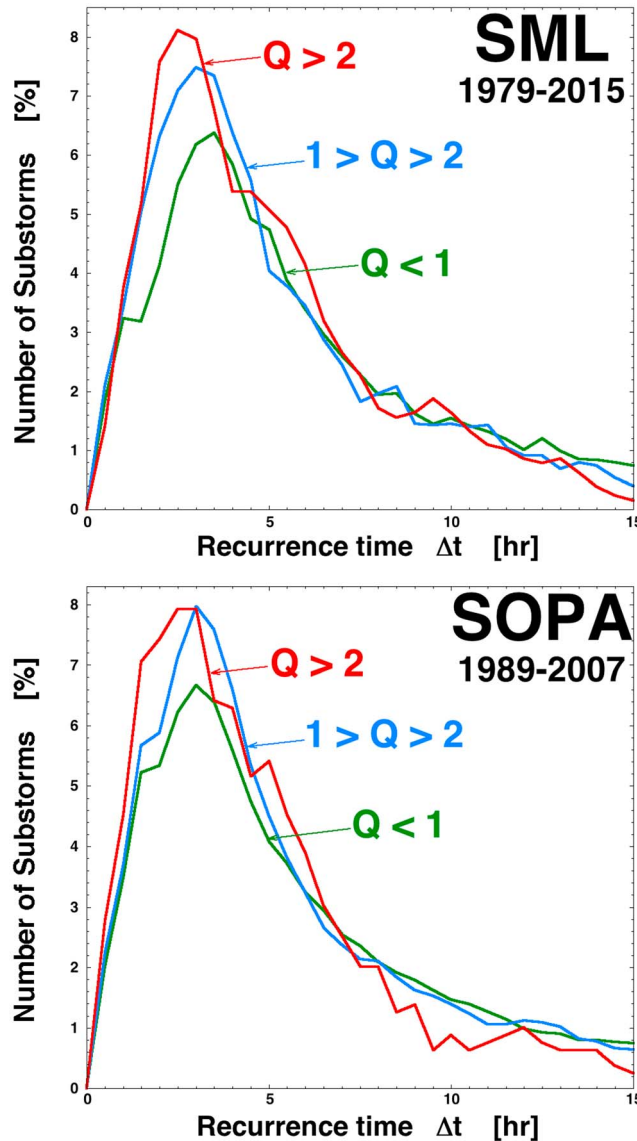 SML
1979-2015
Q > 2
1 > Q > 2
Q < 1
Number of Substorms [%]
8
7
6
5
4
3
2
1
0
0 5 10 15
Recurrence time Δt [hr]
SOPA
1989-2007
Q > 2
1 > Q > 2
Q < 1
Number of Substorms [%]
8
7
6
5
4
3
2
1
0
0 5 10 15
Recurrence time Δt [hr]